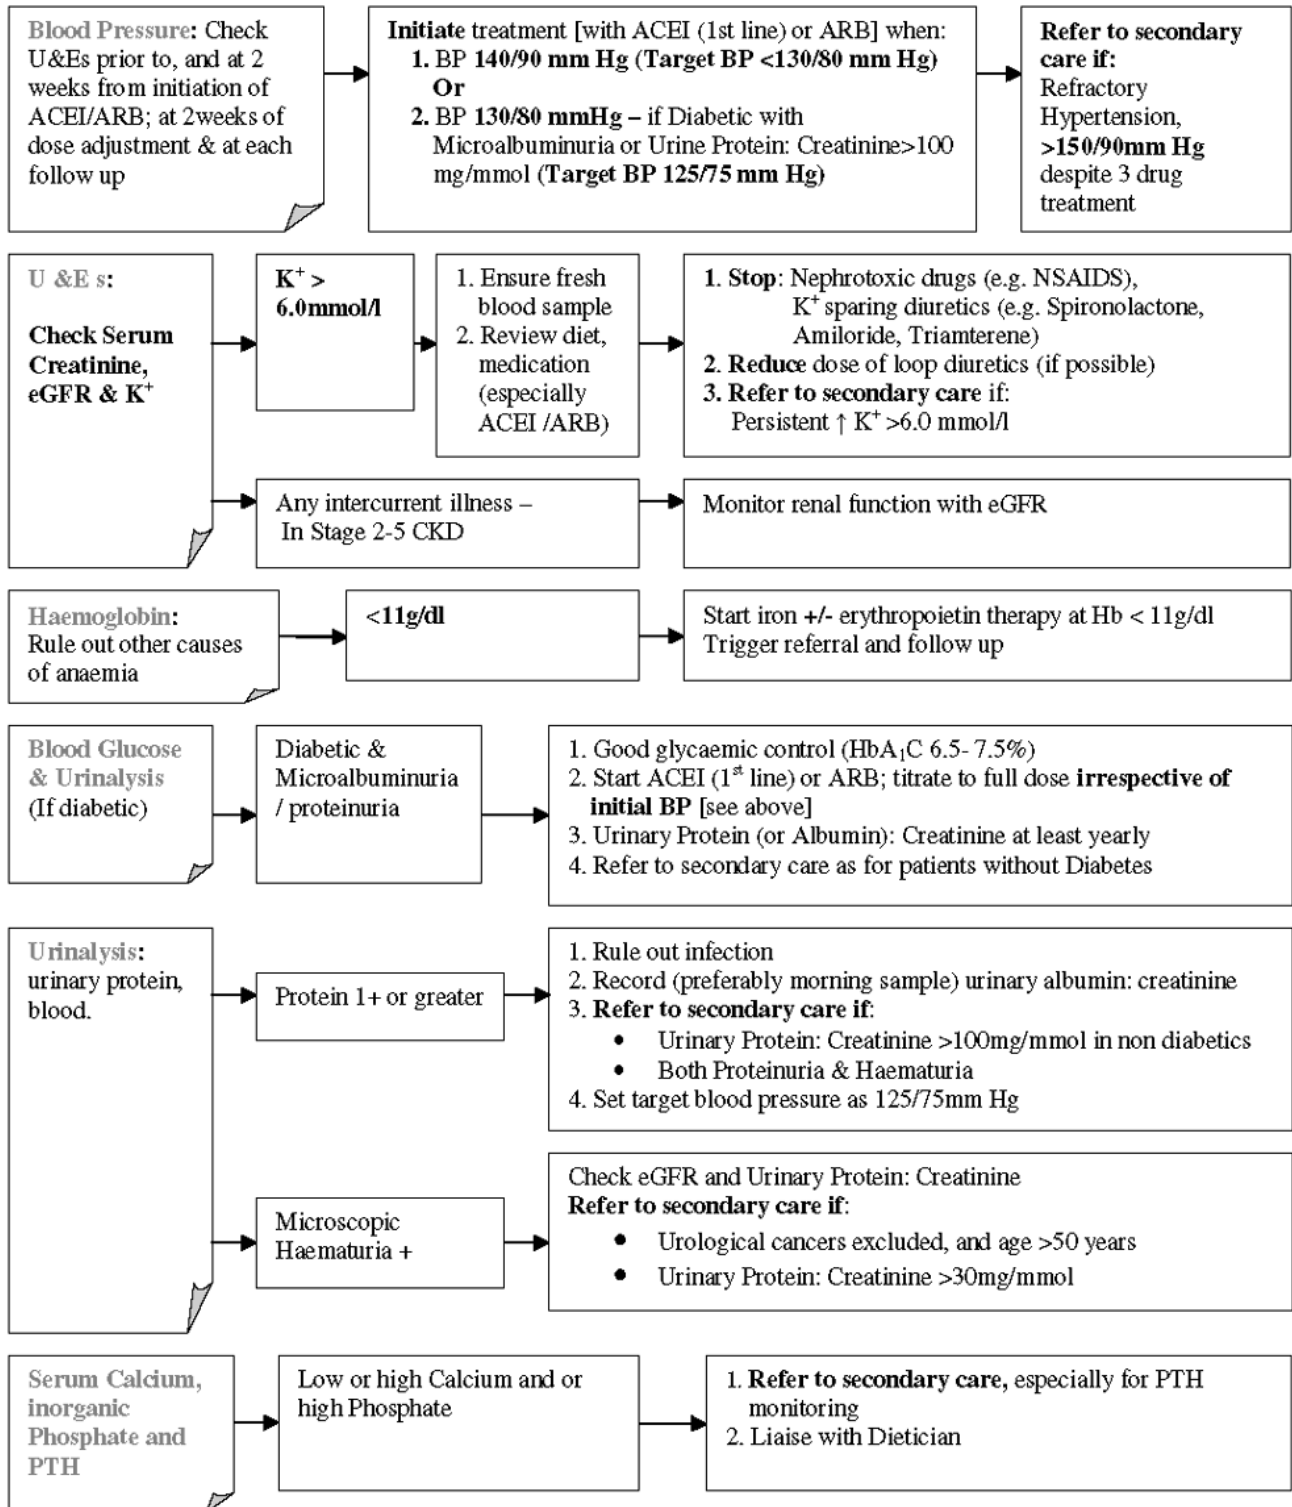 Blood Pressure: Check
U&Es prior to, and at 2
weeks from initiation of
ACEI/ARB; at 2weeks of
dose adjustment & at each
follow up
Initiate treatment [with ACEI (1st line) or ARB] when:
1. BP 140/90 mm Hg (Target BP <130/80 mm Hg)
Or
2. BP 130/80 mmHg – if Diabetic with
Microalbuminuria or Urine Protein: Creatinine>100
mg/mmol (Target BP 125/75 mm Hg)
Refer to secondary
care if:
Refractory
Hypertension,
>150/90mm Hg
despite 3 drug
treatment
U &E s:
Check Serum
Creatinine,
eGFR & K⁺
K⁺ >
6.0mmol/l
1. Ensure fresh
blood sample
2. Review diet,
medication
(especially
ACEI /ARB)
1. Stop: Nephrotoxic drugs (e.g. NSAIDS),
K⁺ sparing diuretics (e.g. Spironolactone,
Amiloride, Triamterene)
2. Reduce dose of loop diuretics (if possible)
3. Refer to secondary care if:
Persistent ↑ K⁺ >6.0 mmol/l
Any intercurrent illness –
In Stage 2-5 CKD
Monitor renal function with eGFR
Haemoglobin:
Rule out other causes
of anaemia
<11g/dl
Start iron +/- erythropoietin therapy at Hb < 11g/dl
Trigger referral and follow up
Blood Glucose
& Urinalysis
(If diabetic)
Diabetic &
Microalbuminuria
/ proteinuria
1. Good glycaemic control (HbA₁C 6.5- 7.5%)
2. Start ACEI (1ˢᵗ line) or ARB; titrate to full dose irrespective of
initial BP [see above]
3. Urinary Protein (or Albumin): Creatinine at least yearly
4. Refer to secondary care as for patients without Diabetes
Urinalysis:
urinary protein,
blood.
Protein 1+ or greater
1. Rule out infection
2. Record (preferably morning sample) urinary albumin: creatinine
3. Refer to secondary care if:
• Urinary Protein: Creatinine >100mg/mmol in non diabetics
• Both Proteinuria & Haematuria
4. Set target blood pressure as 125/75mm Hg
Microscopic
Haematuria +
Check eGFR and Urinary Protein: Creatinine
Refer to secondary care if:
• Urological cancers excluded, and age >50 years
• Urinary Protein: Creatinine >30mg/mmol
Serum Calcium,
inorganic
Phosphate and
PTH
Low or high Calcium and or
high Phosphate
1. Refer to secondary care, especially for PTH
monitoring
2. Liaise with Dietician